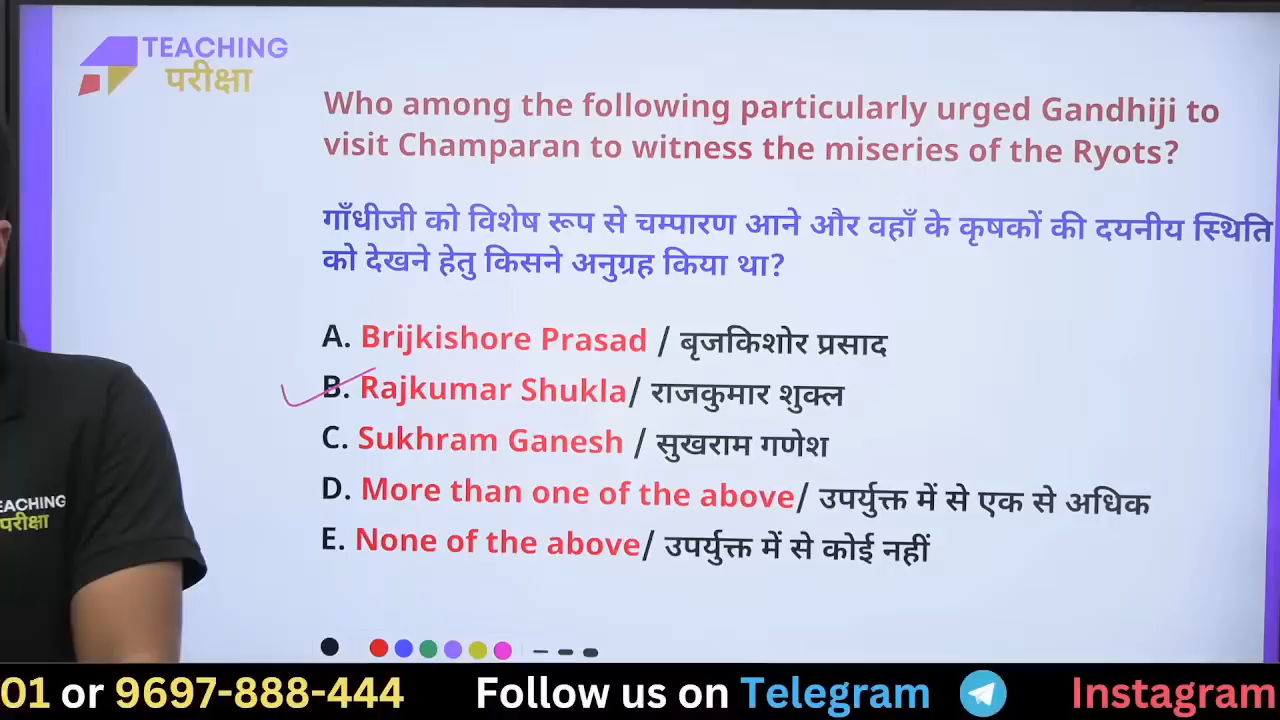 TEACHING
परीक्षा
Who among the following particularly urged Gandhiji to
visit Champaran to witness the miseries of the Ryots?
गाँधीजी को विशेष रूप से चम्पारण आने और वहाँ के कृषकों की दयनीय स्थिति
को देखने हेतु किसने अनुग्रह किया था?
A. Brijkishore Prasad / बृजकिशोर प्रसाद
B. Rajkumar Shukla/ राजकुमार शुक्ल
C. Sukhram Ganesh / सुखराम गणेश
D. More than one of the above/ उपर्युक्त में से एक से अधिक
E. None of the above/ उपर्युक्त में से कोई नहीं
EACHING
परीक्षा
01 or 9697-888-444 Follow us on Telegram Instagram